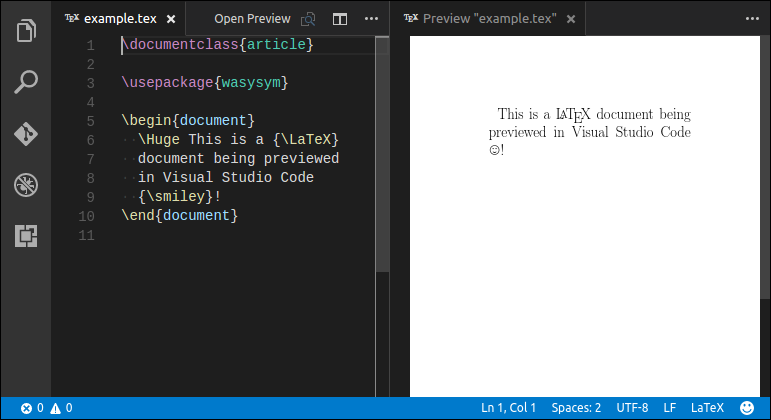 TEX example.tex × Open Preview ···
1 \documentclass{article}
2
3 \usepackage{wasysym}
4
5 \begin{document}
6 ··\Huge This is a {\LaTeX}
7 ··document being previewed
8 ··in Visual Studio Code
9 ··{\smiley}!
10 \end{document}
11
TEX Preview "example.tex" × ···
This is a LATEX document being
previewed in Visual Studio Code
☺!
0 0 Ln 1, Col 1 Spaces: 2 UTF-8 LF LaTeX